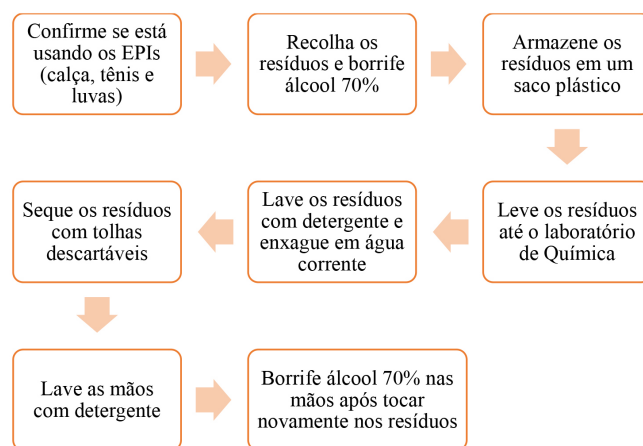 Confirme se está
usando os EPIs
(calça, tênis e
luvas)
Recolha os
resíduos e borrife
álcool 70%
Armazene os
resíduos em um
saco plástico
Leve os resíduos
até o laboratório
de Química
Lave os resíduos
com detergente e
enxague em água
corrente
Seque os resíduos
com tolhas
descartáveis
Lave as mãos
com detergente
Borrife álcool 70% nas
mãos após tocar
novamente nos resíduos